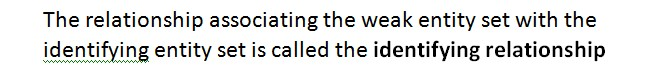 The relationship associating the weak entity set with the
identifying entity set is called the identifying relationship